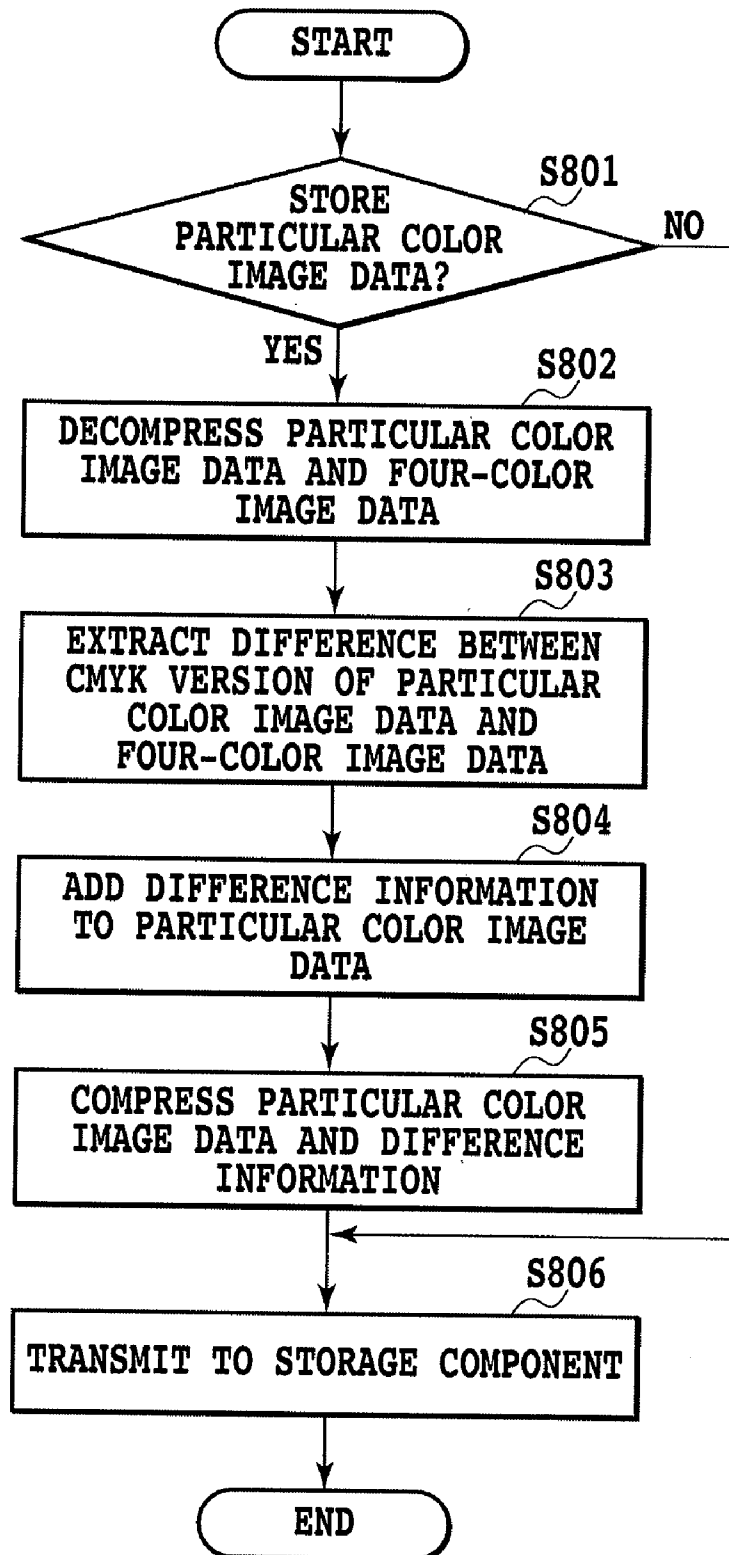 START
S801
STORE
PARTICULAR COLOR
IMAGE DATA?
NO
YES
S802
DECOMPRESS PARTICULAR COLOR
IMAGE DATA AND FOUR-COLOR
IMAGE DATA
S803
EXTRACT DIFFERENCE BETWEEN
CMYK VERSION OF PARTICULAR
COLOR IMAGE DATA AND
FOUR-COLOR IMAGE DATA
S804
ADD DIFFERENCE INFORMATION
TO PARTICULAR COLOR IMAGE
DATA
S805
COMPRESS PARTICULAR COLOR
IMAGE DATA AND DIFFERENCE
INFORMATION
S806
TRANSMIT TO STORAGE COMPONENT
END